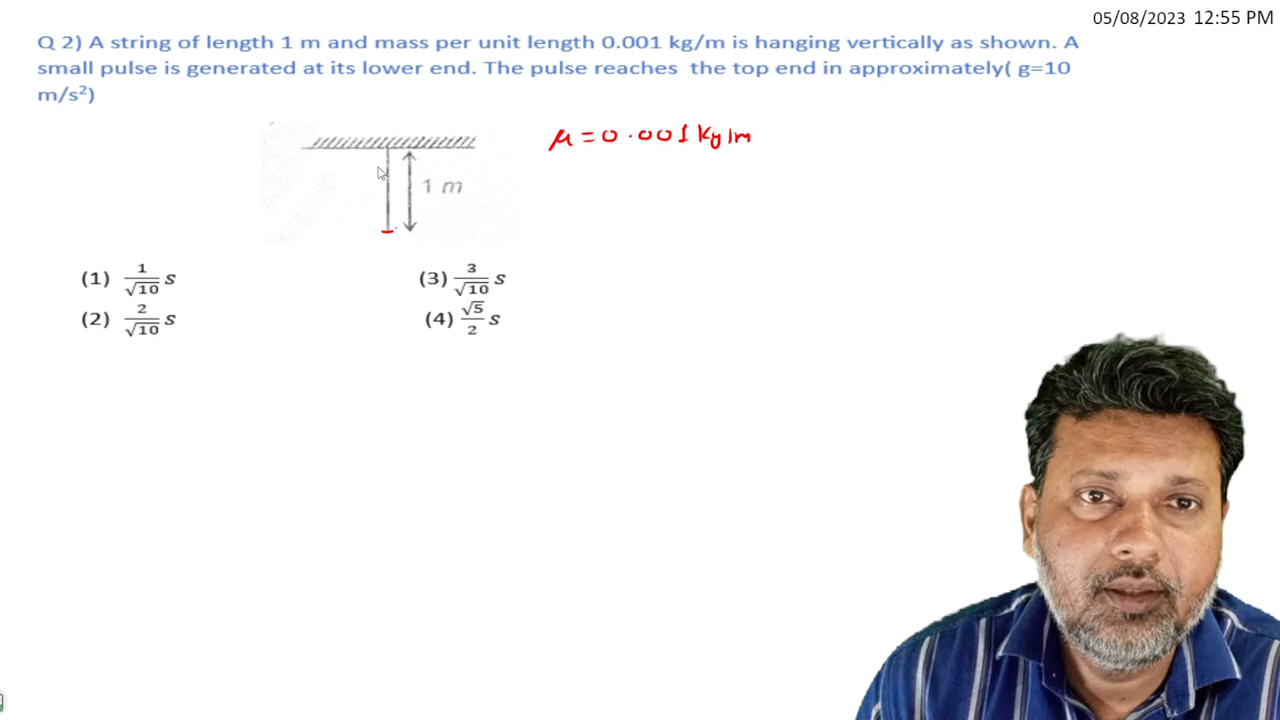 05/08/2023 12:55 PM
Q 2) A string of length 1 m and mass per unit length 0.001 kg/m is hanging vertically as shown. A
small pulse is generated at its lower end. The pulse reaches the top end in approximately( g=10
m/s²)
μ = 0.001 kg/m
1 m
(1) 1/√10 s
(3) 3/√10 s
(2) 2/√10 s
(4) √5/2 s